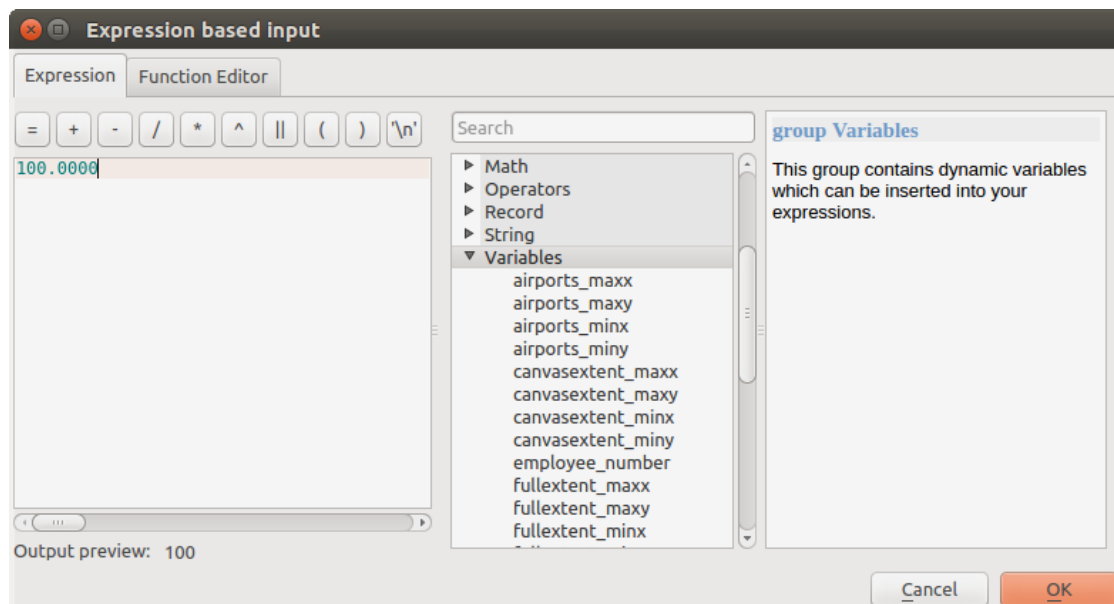 Expression based input
Expression
Function Editor
= + - / * ^ || ( ) '\n'
100.0000
Output preview: 100
Search
Math
Operators
Record
String
Variables
airports_maxx
airports_maxy
airports_minx
airports_miny
canvasextent_maxx
canvasextent_maxy
canvasextent_minx
canvasextent_miny
employee_number
fullextent_maxx
fullextent_maxy
fullextent_minx
group Variables
This group contains dynamic variables
which can be inserted into your
expressions.
Cancel
OK